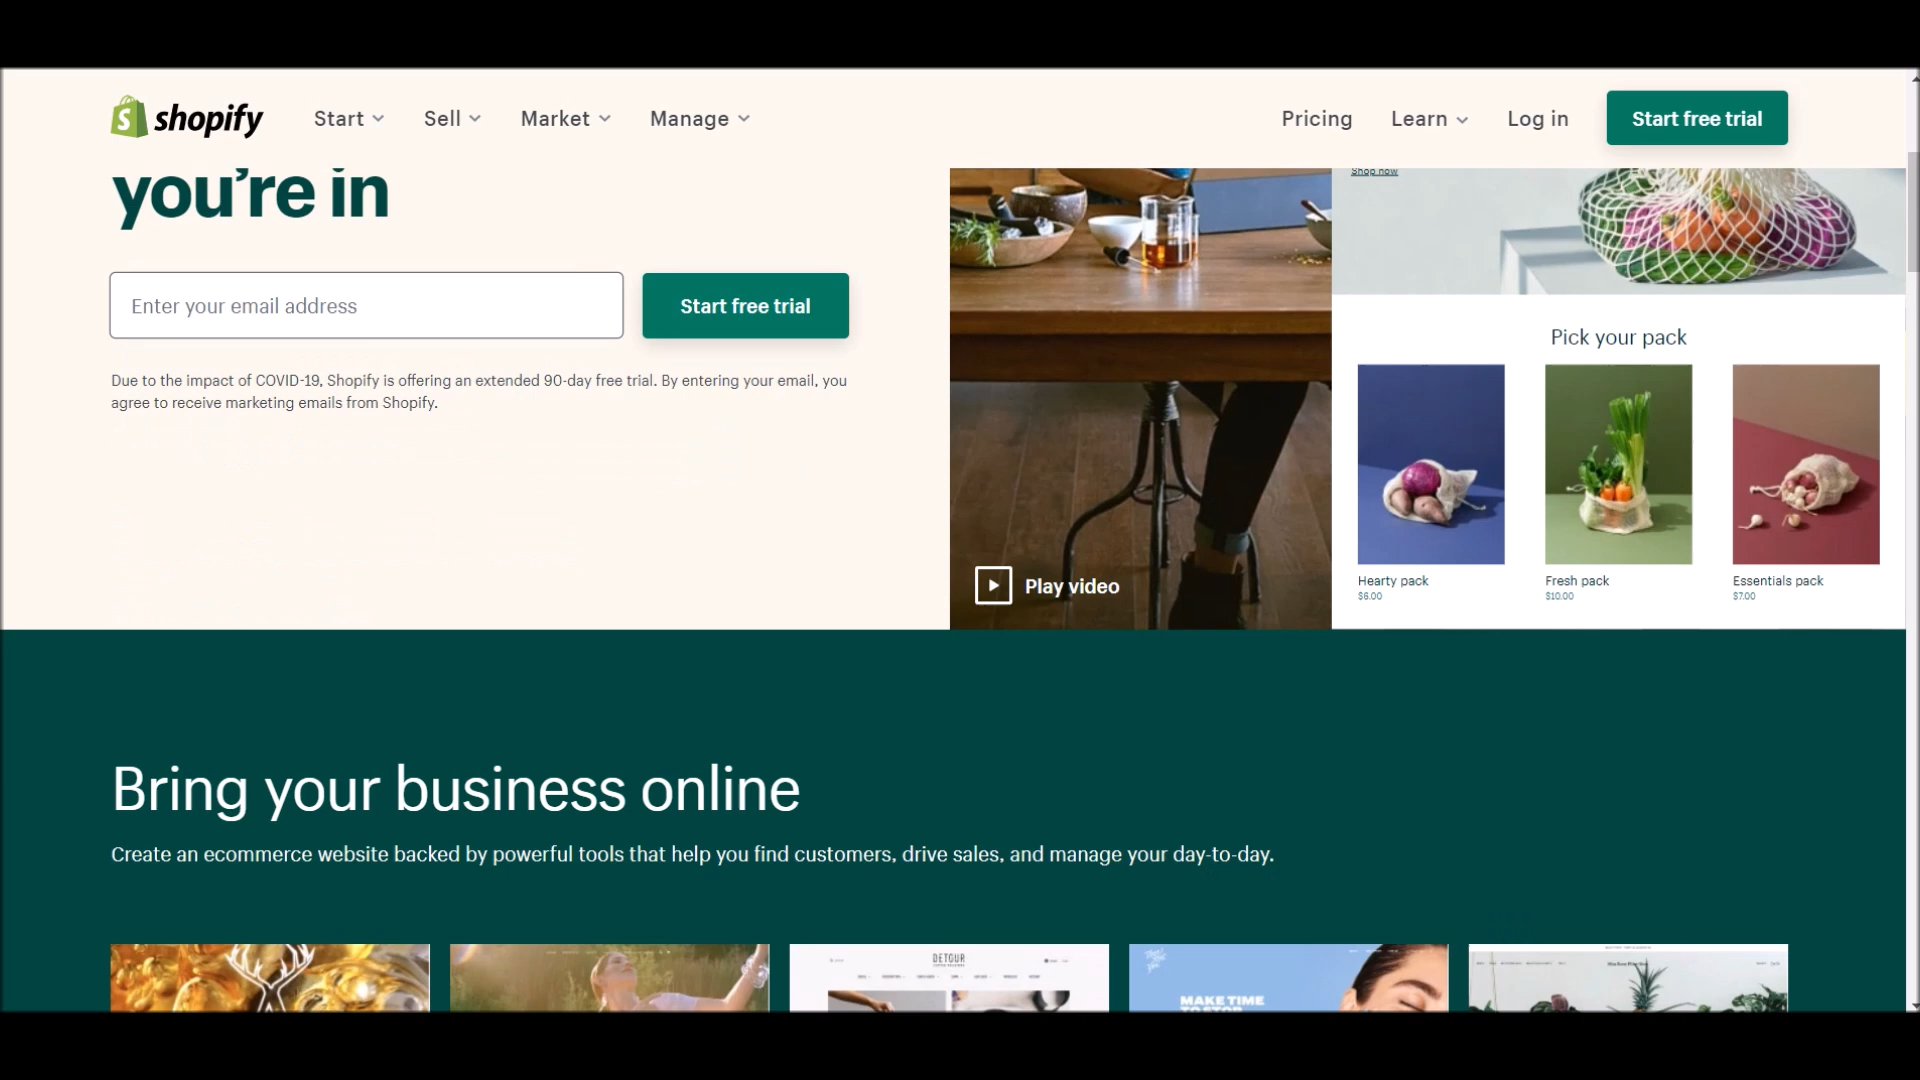 shopify
Start
Sell
Market
Manage
Pricing
Learn
Log in
Start free trial
you're in
Enter your email address
Start free trial
Due to the impact of COVID-19, Shopify is offering an extended 90-day free trial. By entering your email, you
agree to receive marketing emails from Shopify.
Play video
Shop now
Pick your pack
Hearty pack
$6.00
Fresh pack
$10.00
Essentials pack
$7.00
Bring your business online
Create an ecommerce website backed by powerful tools that help you find customers, drive sales, and manage your day-to-day.
DETOUR
MAKE TIME
TO STOP